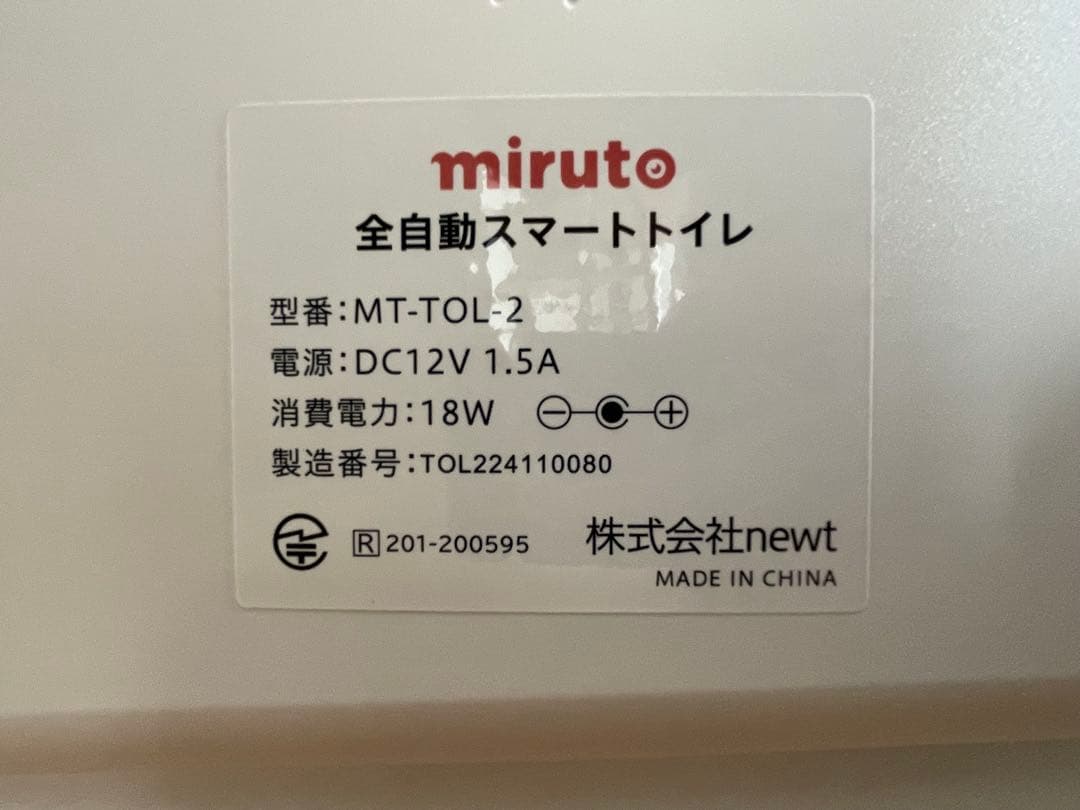 miruto
全自動スマートトイレ
型番：MT-TOL-2
電源：DC12V 1.5A
消費電力：18W
製造番号：TOL224110080
R 201-200595
株式会社newt
MADE IN CHINA